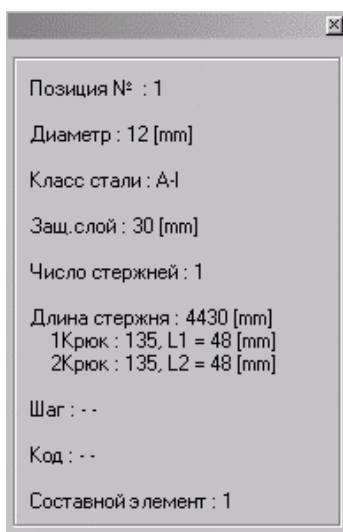 Позиция № : 1
Диаметр : 12 [mm]
Класс стали : A-I
Защ.слой : 30 [mm]
Число стержней : 1
Длина стержня : 4430 [mm]
1Крюк : 135, L1 = 48 [mm]
2Крюк : 135, L2 = 48 [mm]
Шаг : - -
Код : - -
Составной элемент : 1